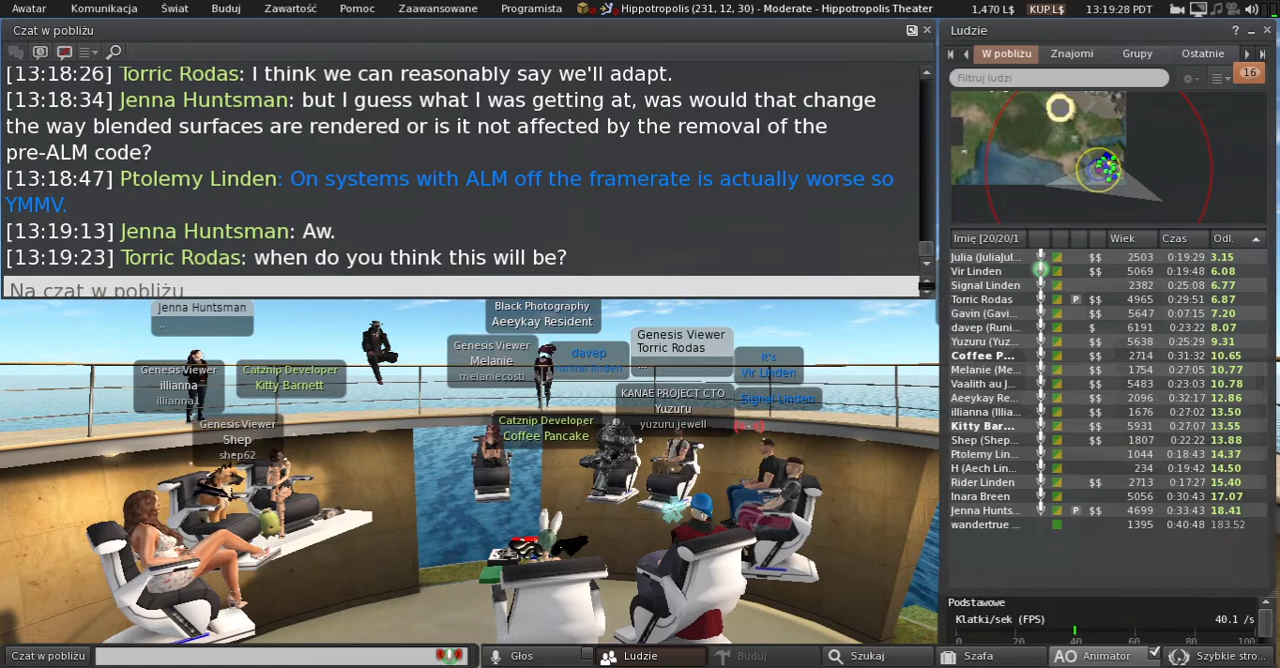 Awatar Komunikacja Świat Buduj Zawartość Pomoc Zaawansowane Programista Hippotropolis (231, 12, 30) - Moderate - Hippotropolis Theater 1,470 L$ KUP L$ 13:19:28 PDT
Czat w pobliżu
[13:18:26] Torric Rodas: I think we can reasonably say we'll adapt.
[13:18:34] Jenna Huntsman: but I guess what I was getting at, was would that change
the way blended surfaces are rendered or is it not affected by the removal of the
pre-ALM code?
[13:18:47] Ptolemy Linden: On systems with ALM off the framerate is actually worse so
YMMV.
[13:19:13] Jenna Huntsman: Aw.
[13:19:23] Torric Rodas: when do you think this will be?
Na czat w pobliżu
Jenna Huntsman
..
Black Photography
Aeeykay Resident
Genesis Viewer
Melanie
melaniecosti
davep
Genesis Viewer
Torric Rodas
...
It's
Vir Linden
Genesis Viewer
illianna
illianna1
Catznip Developer
Kitty Barnett
KANAE PROJECT CTO
Yuzuru
yuzuru jewell
Signal Linden
Genesis Viewer
Shep
shep62
Catznip Developer
Coffee Pancake
Ludzie
W pobliżu Znajomi Grupy Ostatnie
Filtruj ludzi
16
Imię [20/20/1 Wiek Czas Odl.
Julia (JuliaJul... $$ 2503 0:19:29 3.15
Vir Linden 5069 0:19:48 6.08
Signal Linden 2382 0:25:08 6.77
Torric Rodas P $$ 4965 0:29:51 6.87
Gavin (Gavi... $$ 5647 0:07:15 7.20
davep (Runi... $ 6191 0:23:22 8.07
Yuzuru (Yuz... $$ 5638 0:25:29 9.31
Coffee P... $$ 2714 0:31:32 10.65
Melanie (Me... $$ 1754 0:27:05 10.77
Vaalith au J... $$ 5483 0:23:03 10.78
Aeeykay Re... $$ 2096 0:32:17 12.86
illianna (Illia... $$ 1676 0:27:02 13.50
Kitty Bar... $$ 5931 0:27:07 13.55
Shep (Shep... $$ 1807 0:22:22 13.88
Ptolemy Lin... 1044 0:18:43 14.37
H (Aech Lin... 234 0:19:42 14.50
Rider Linden $$ 2713 0:17:27 15.40
Inara Breen 5056 0:30:43 17.07
Jenna Hunts... P $$ 4699 0:33:43 18.41
wandertrue ... 1395 0:40:48 183.52
Podstawowe
Klatki/sek (FPS) 40.1 /s
0 20 40 60 80 100
Czat w pobliżu Głos Ludzie Buduj Szukaj Szafa AO Animator Szybkie stro...